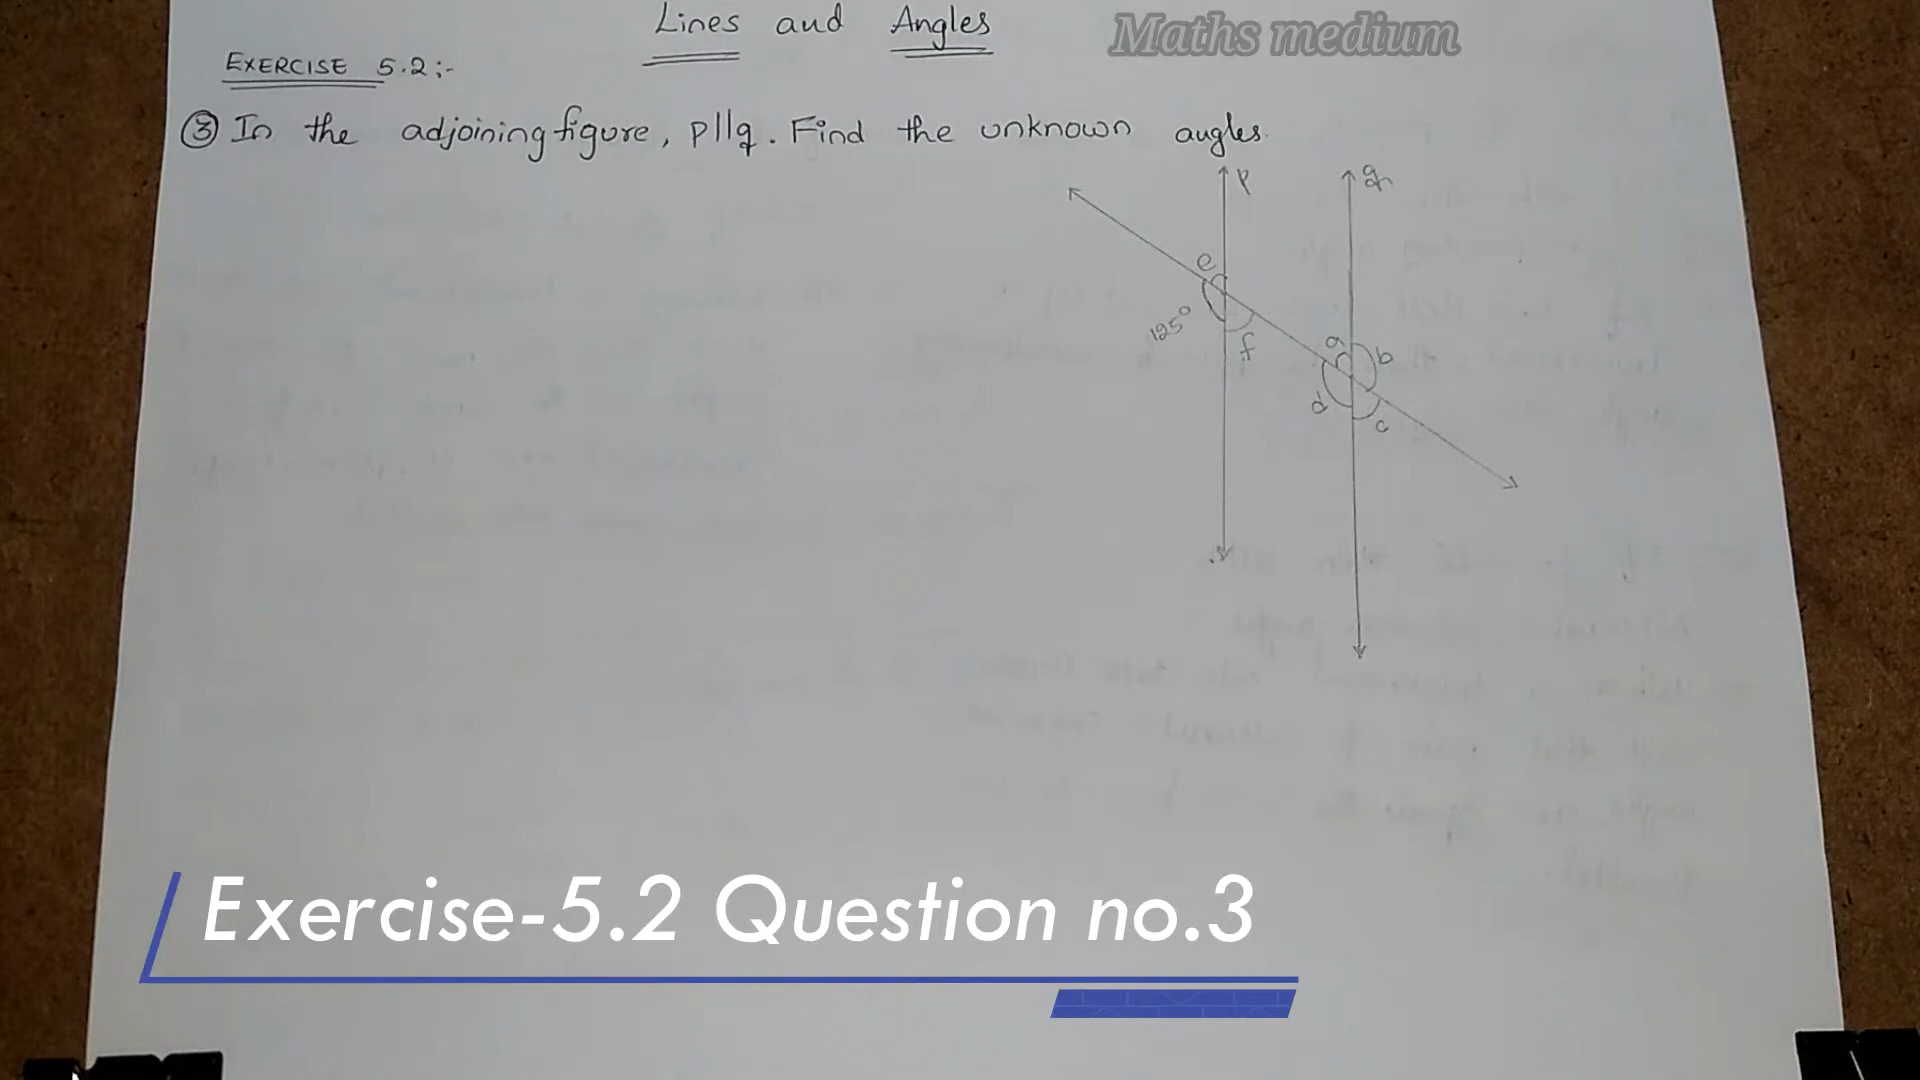 Lines and Angles
Maths medium
EXERCISE 5.2:-
③ In the adjoining figure, p||q. Find the unknown angles.
p
q
e
125°
f
a
b
d
c
Exercise-5.2 Question no.3